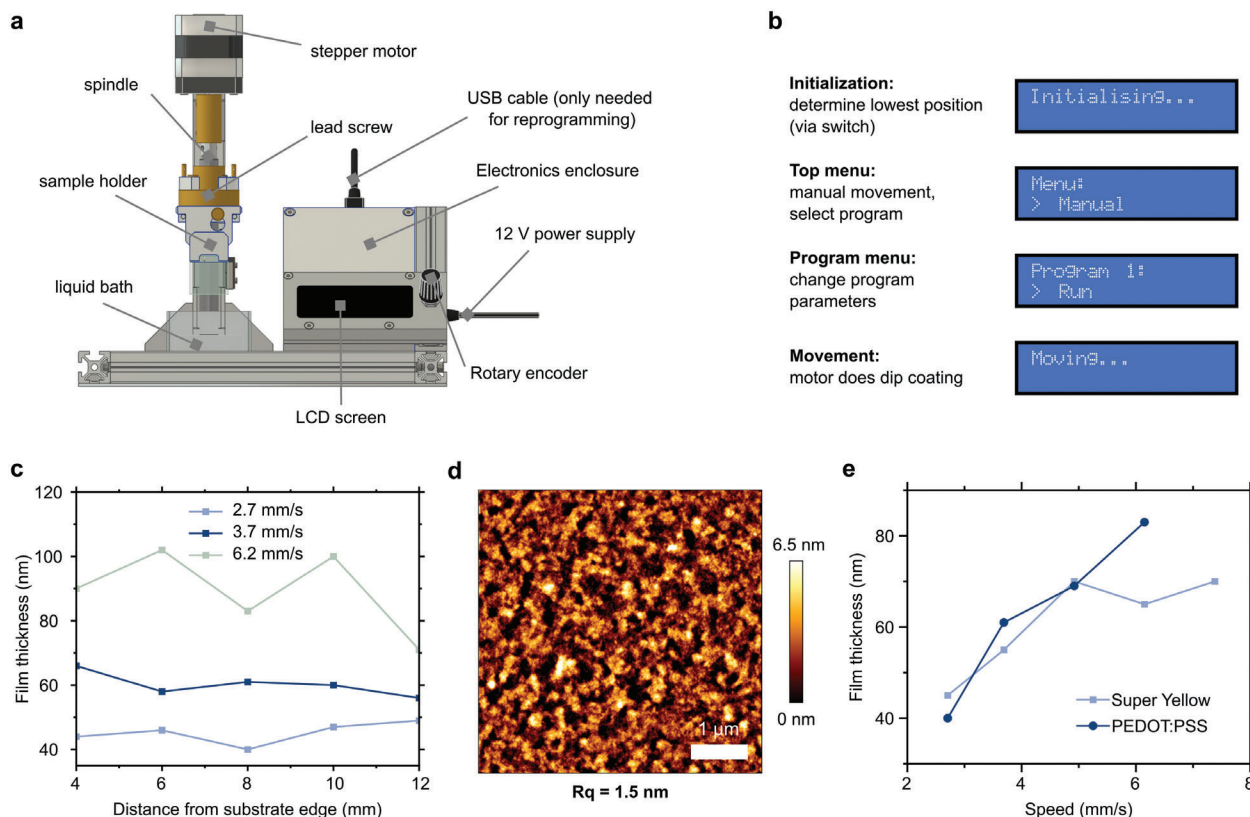 a
stepper motor
spindle
USB cable (only needed
for reprogramming)
lead screw
Electronics enclosure
sample holder
12 V power supply
liquid bath
Rotary encoder
LCD screen
b
Initialization:
determine lowest position
(via switch)
Initialising...
Top menu:
manual movement,
select program
Menu:
> Manual
Program menu:
change program
parameters
Program 1:
> Run
Movement:
motor does dip coating
Moving...
c
120
100
80
60
40
Film thickness (nm)
2.7 mm/s
3.7 mm/s
6.2 mm/s
4
6
8
10
12
Distance from substrate edge (mm)
d
6.5 nm
0 nm
1 µm
Rq = 1.5 nm
e
80
60
40
Film thickness (nm)
Super Yellow
PEDOT:PSS
2
4
6
8
Speed (mm/s)